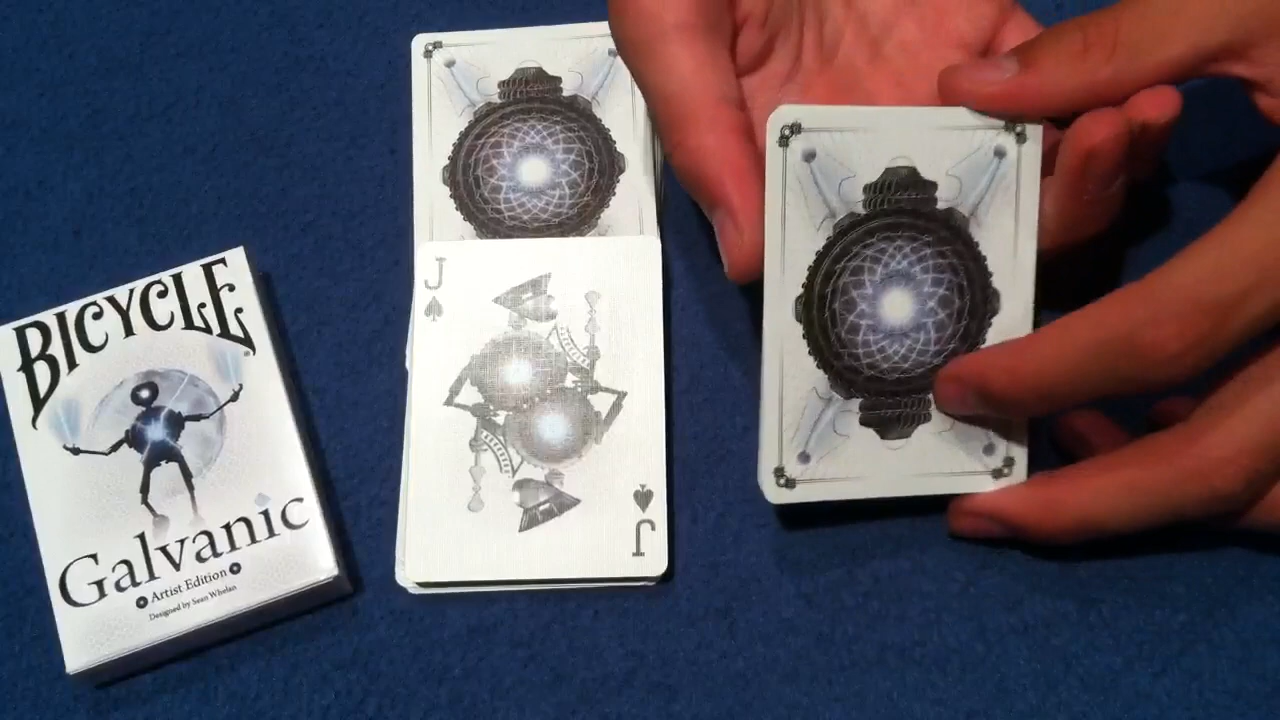 BICYCLE
Galvanic
Artist Edition
Designed by Sean Whelan
J
J